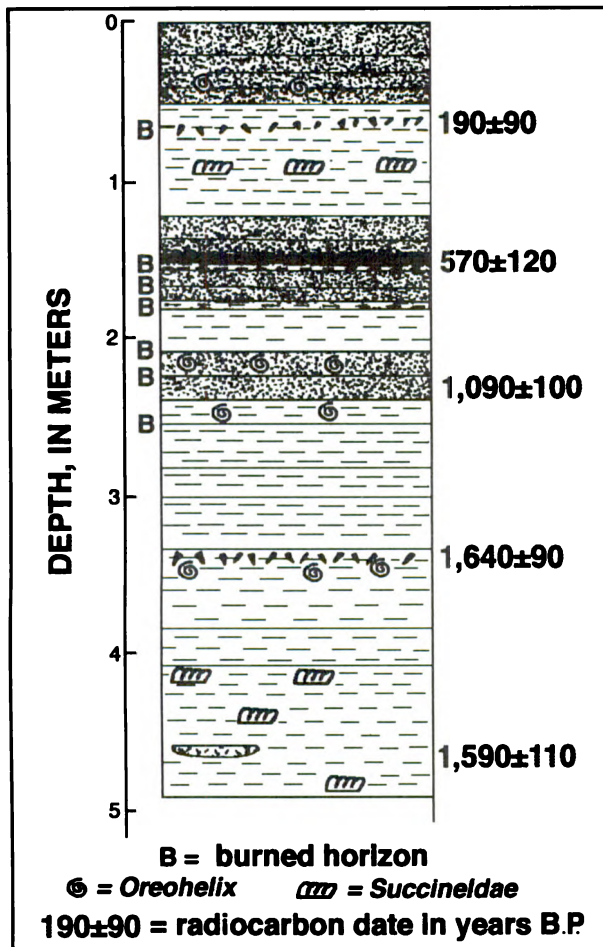 0
190±90
B
1
B
570±120
B
B
2
B
B
1,090±100
B
DEPTH, IN METERS
3
1,640±90
4
1,590±110
5
B = burned horizon
= Oreohelix = Succineldae
190±90 = radiocarbon date in years B.P.